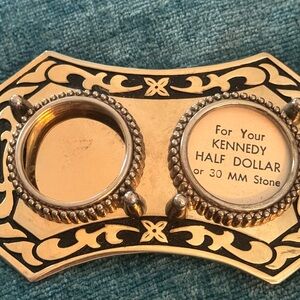 For Your
KENNEDY
HALF DOLLAR
or 30 MM Stone